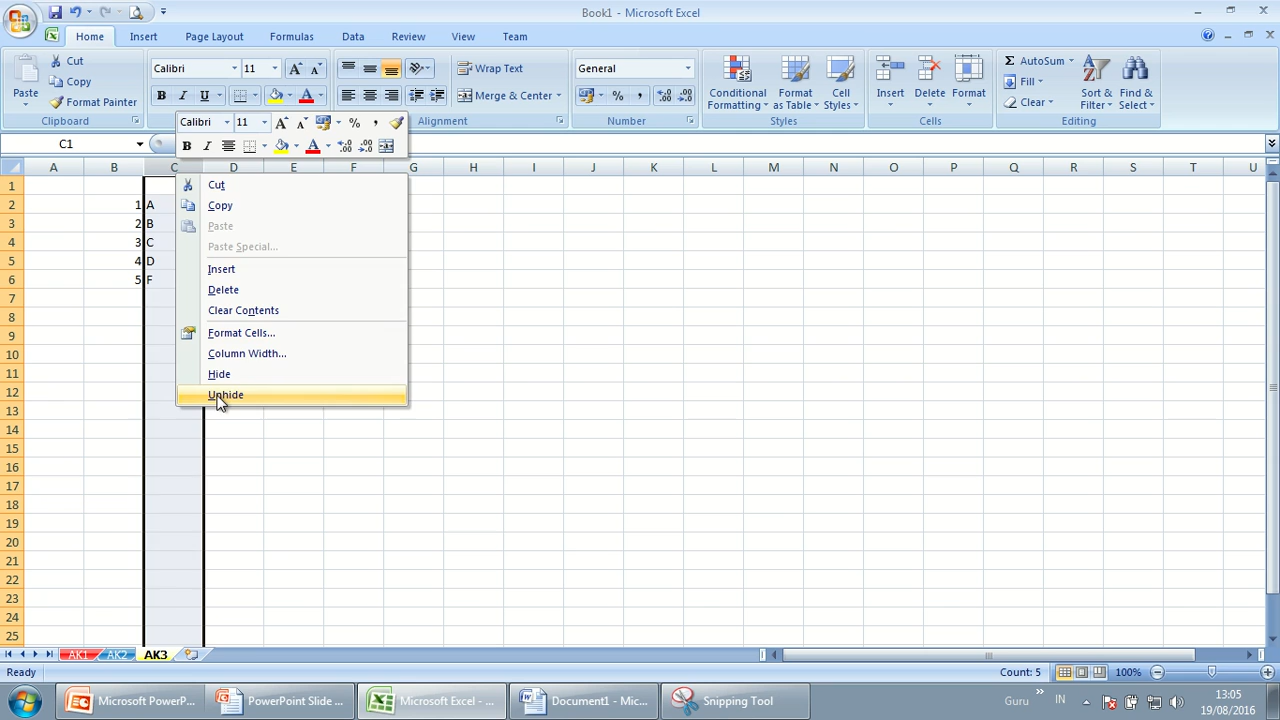 Book1 - Microsoft Excel
Home Insert Page Layout Formulas Data Review View Team
Cut
Copy
Format Painter
Paste
Clipboard
Calibri 11
B I U
Wrap Text
Merge & Center
Alignment
General
% ,
Number
Conditional Formatting
Format as Table
Cell Styles
Styles
Insert Delete Format
Cells
AutoSum
Fill
Clear
Sort & Filter
Find & Select
Editing
Calibri 11 A A % ,
B I A
C1
A B C D E F G H I J K L M N O P Q R S T U
1
2 1 A
3 2 B
4 3 C
5 4 D
6 5 F
7
8
9
10
11
12
13
14
15
16
17
18
19
20
21
22
23
24
25
Cut
Copy
Paste
Paste Special...
Insert
Delete
Clear Contents
Format Cells...
Column Width...
Hide
Unhide
AK1 AK2 AK3
Ready Count: 5 100%
Microsoft PowerP... PowerPoint Slide ... Microsoft Excel - ... Document1 - Mic... Snipping Tool Guru IN
13:05
19/08/2016